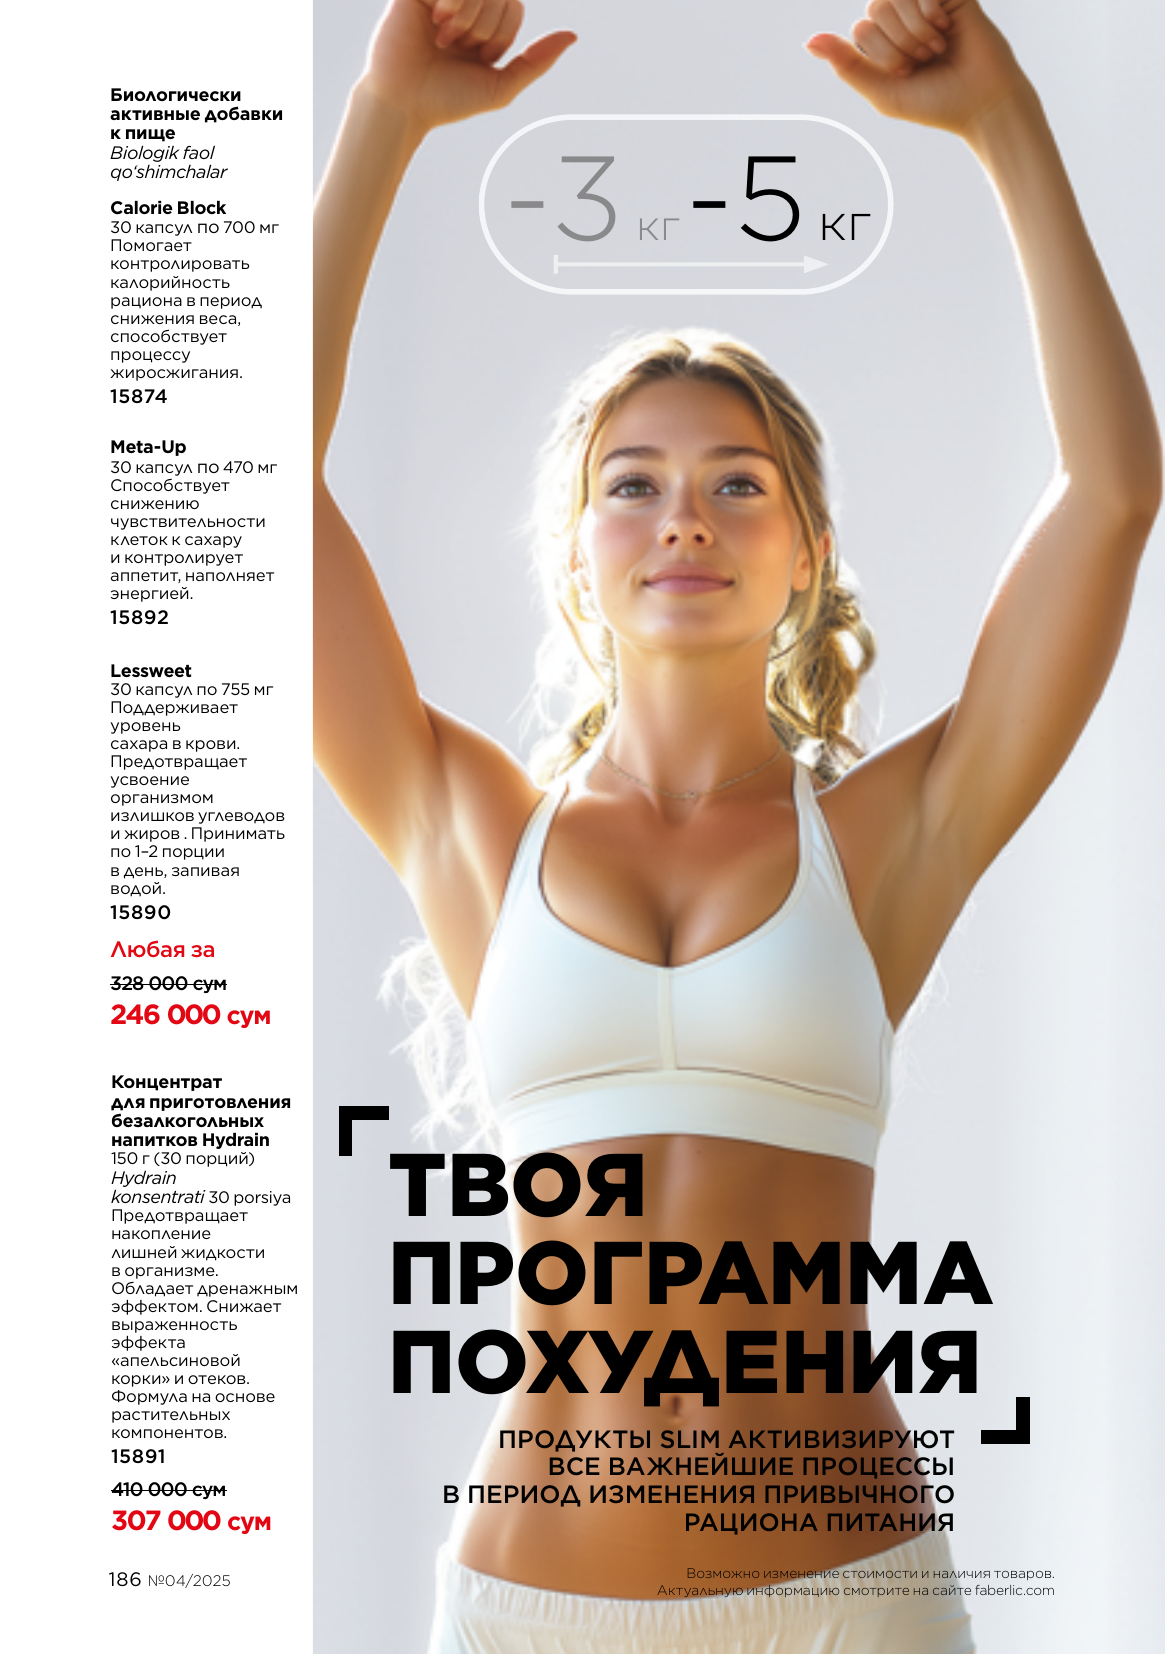 Биологически
активные добавки
к пище
Biologik faol
qo'shimchalar
Calorie Block
30 капсул по 700 мг
Помогает
контролировать
калорийность
рациона в период
снижения веса,
способствует
процессу
жиросжигания.
15874
Meta-Up
30 капсул по 470 мг
Способствует
снижению
чувствительности
клеток к сахару
и контролирует
аппетит, наполняет
энергией.
15892
Lessweet
30 капсул по 755 мг
Поддерживает
уровень
сахара в крови.
Предотвращает
усвоение
организмом
излишков углеводов
и жиров . Принимать
по 1–2 порции
в день, запивая
водой.
15890
Любая за
328 000 сум
246 000 сум
Концентрат
для приготовления
безалкогольных
напитков Hydrain
150 г (30 порций)
Hydrain
konsentrati 30 porsiya
Предотвращает
накопление
лишней жидкости
в организме.
Обладает дренажным
эффектом. Снижает
выраженность
эффекта
«апельсиновой
корки» и отеков.
Формула на основе
растительных
компонентов.
15891
410 000 сум
307 000 сум
186 №04/2025
-3 кг -5 кг
ТВОЯ
ПРОГРАММА
ПОХУДЕНИЯ
ПРОДУКТЫ SLIM АКТИВИЗИРУЮТ
ВСЕ ВАЖНЕЙШИЕ ПРОЦЕССЫ
В ПЕРИОД ИЗМЕНЕНИЯ ПРИВЫЧНОГО
РАЦИОНА ПИТАНИЯ
Возможно изменение стоимости и наличия товаров.
Актуальную информацию смотрите на сайте faberlic.com